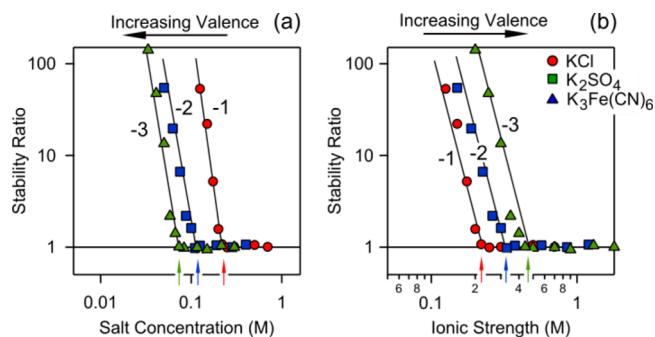 Increasing Valence (a)
Stability Ratio
100
10
1
-3
-2
-1
0.01
0.1
1
Salt Concentration (M)
Increasing Valence (b)
KCl
K2SO4
K3Fe(CN)6
Stability Ratio
100
10
1
-1
-2
-3
6 8 0.1 2 4 6 8 1
Ionic Strength (M)